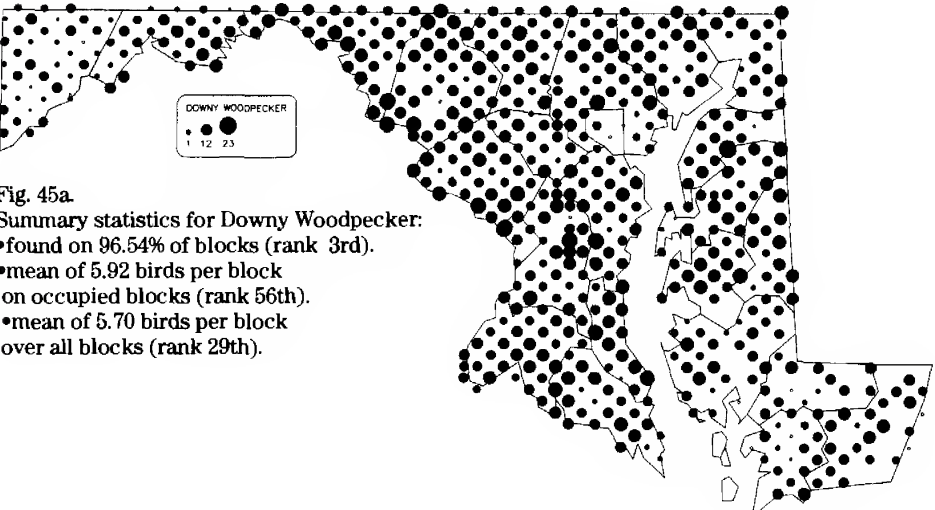 DOWNY WOODPECKER
1 12 23
Fig. 45a.
Summary statistics for Downy Woodpecker:
•found on 96.54% of blocks (rank 3rd).
•mean of 5.92 birds per block
on occupied blocks (rank 56th).
•mean of 5.70 birds per block
over all blocks (rank 29th).